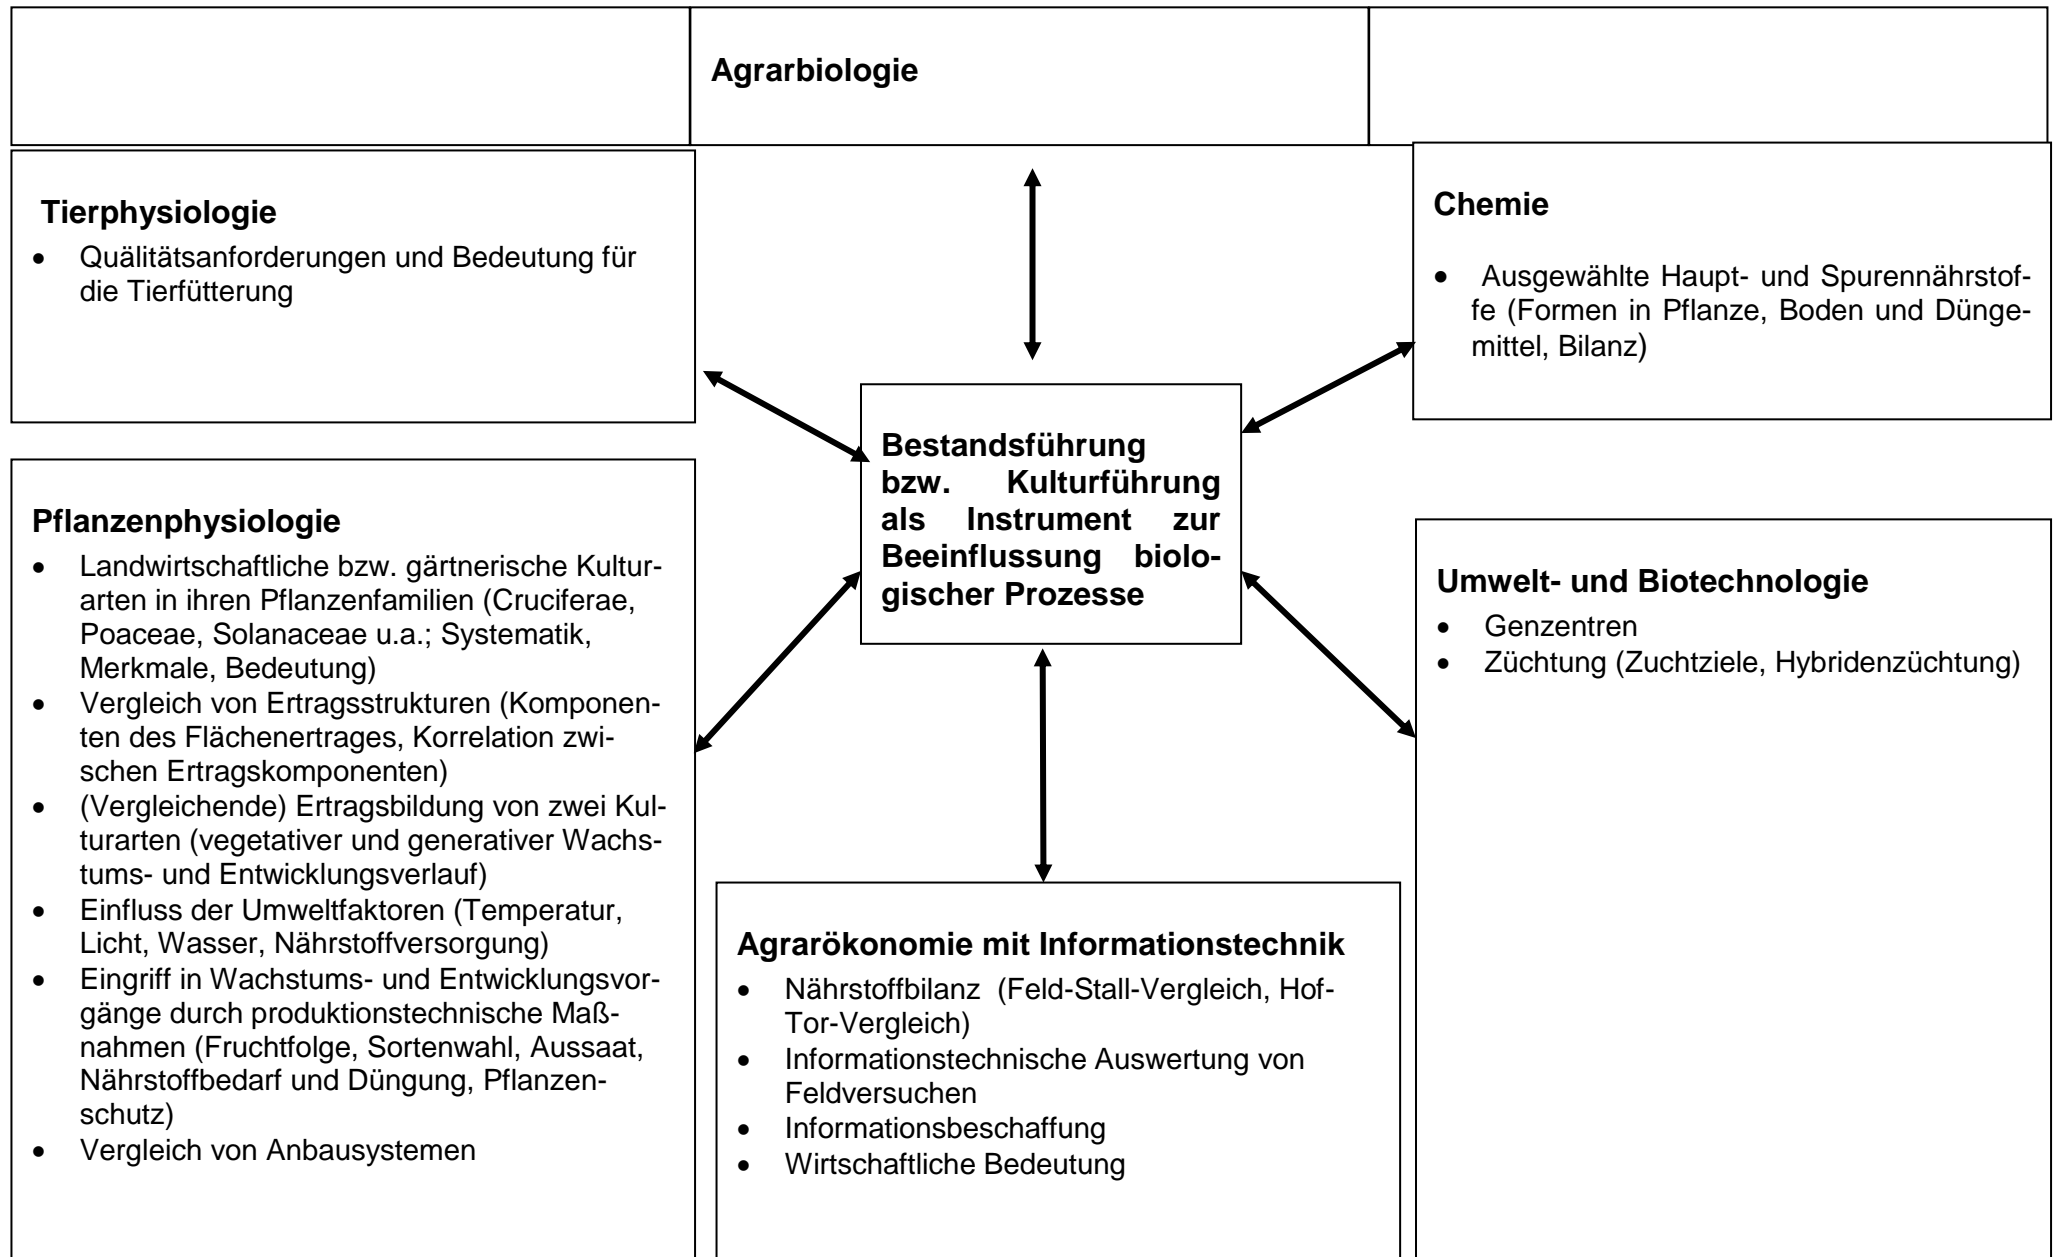 Agrarbiologie
Tierphysiologie
• Quälitätsanforderungen und Bedeutung für
die Tierfütterung
Chemie
• Ausgewählte Haupt- und Spurennährstof-
fe (Formen in Pflanze, Boden und Dünge-
mittel, Bilanz)
Bestandsführung
bzw. Kulturführung
als Instrument zur
Beeinflussung biolo-
gischer Prozesse
Pflanzenphysiologie
• Landwirtschaftliche bzw. gärtnerische Kultur-
arten in ihren Pflanzenfamilien (Cruciferae,
Poaceae, Solanaceae u.a.; Systematik,
Merkmale, Bedeutung)
• Vergleich von Ertragsstrukturen (Komponen-
ten des Flächenertrages, Korrelation zwi-
schen Ertragskomponenten)
• (Vergleichende) Ertragsbildung von zwei Kul-
turarten (vegetativer und generativer Wachs-
tums- und Entwicklungsverlauf)
• Einfluss der Umweltfaktoren (Temperatur,
Licht, Wasser, Nährstoffversorgung)
• Eingriff in Wachstums- und Entwicklungsvor-
gänge durch produktionstechnische Maß-
nahmen (Fruchtfolge, Sortenwahl, Aussaat,
Nährstoffbedarf und Düngung, Pflanzen-
schutz)
• Vergleich von Anbausystemen
Umwelt- und Biotechnologie
• Genzentren
• Züchtung (Zuchtziele, Hybridenzüchtung)
Agrarökonomie mit Informationstechnik
• Nährstoffbilanz (Feld-Stall-Vergleich, Hof-
Tor-Vergleich)
• Informationstechnische Auswertung von
Feldversuchen
• Informationsbeschaffung
• Wirtschaftliche Bedeutung